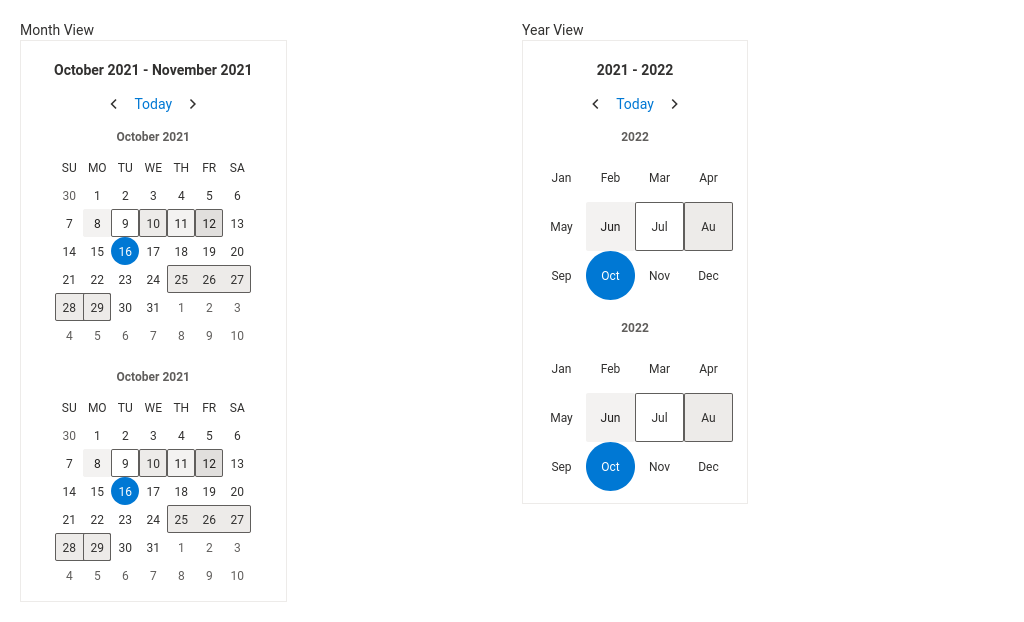 Month View
October 2021 - November 2021
Today
October 2021
SU MO TU WE TH FR SA
30 1 2 3 4 5 6
7 8 9 10 11 12 13
14 15 16 17 18 19 20
21 22 23 24 25 26 27
28 29 30 31 1 2 3
4 5 6 7 8 9 10
October 2021
SU MO TU WE TH FR SA
30 1 2 3 4 5 6
7 8 9 10 11 12 13
14 15 16 17 18 19 20
21 22 23 24 25 26 27
28 29 30 31 1 2 3
4 5 6 7 8 9 10
Year View
2021 - 2022
Today
2022
Jan Feb Mar Apr
May Jun Jul Au
Sep Oct Nov Dec
2022
Jan Feb Mar Apr
May Jun Jul Au
Sep Oct Nov Dec